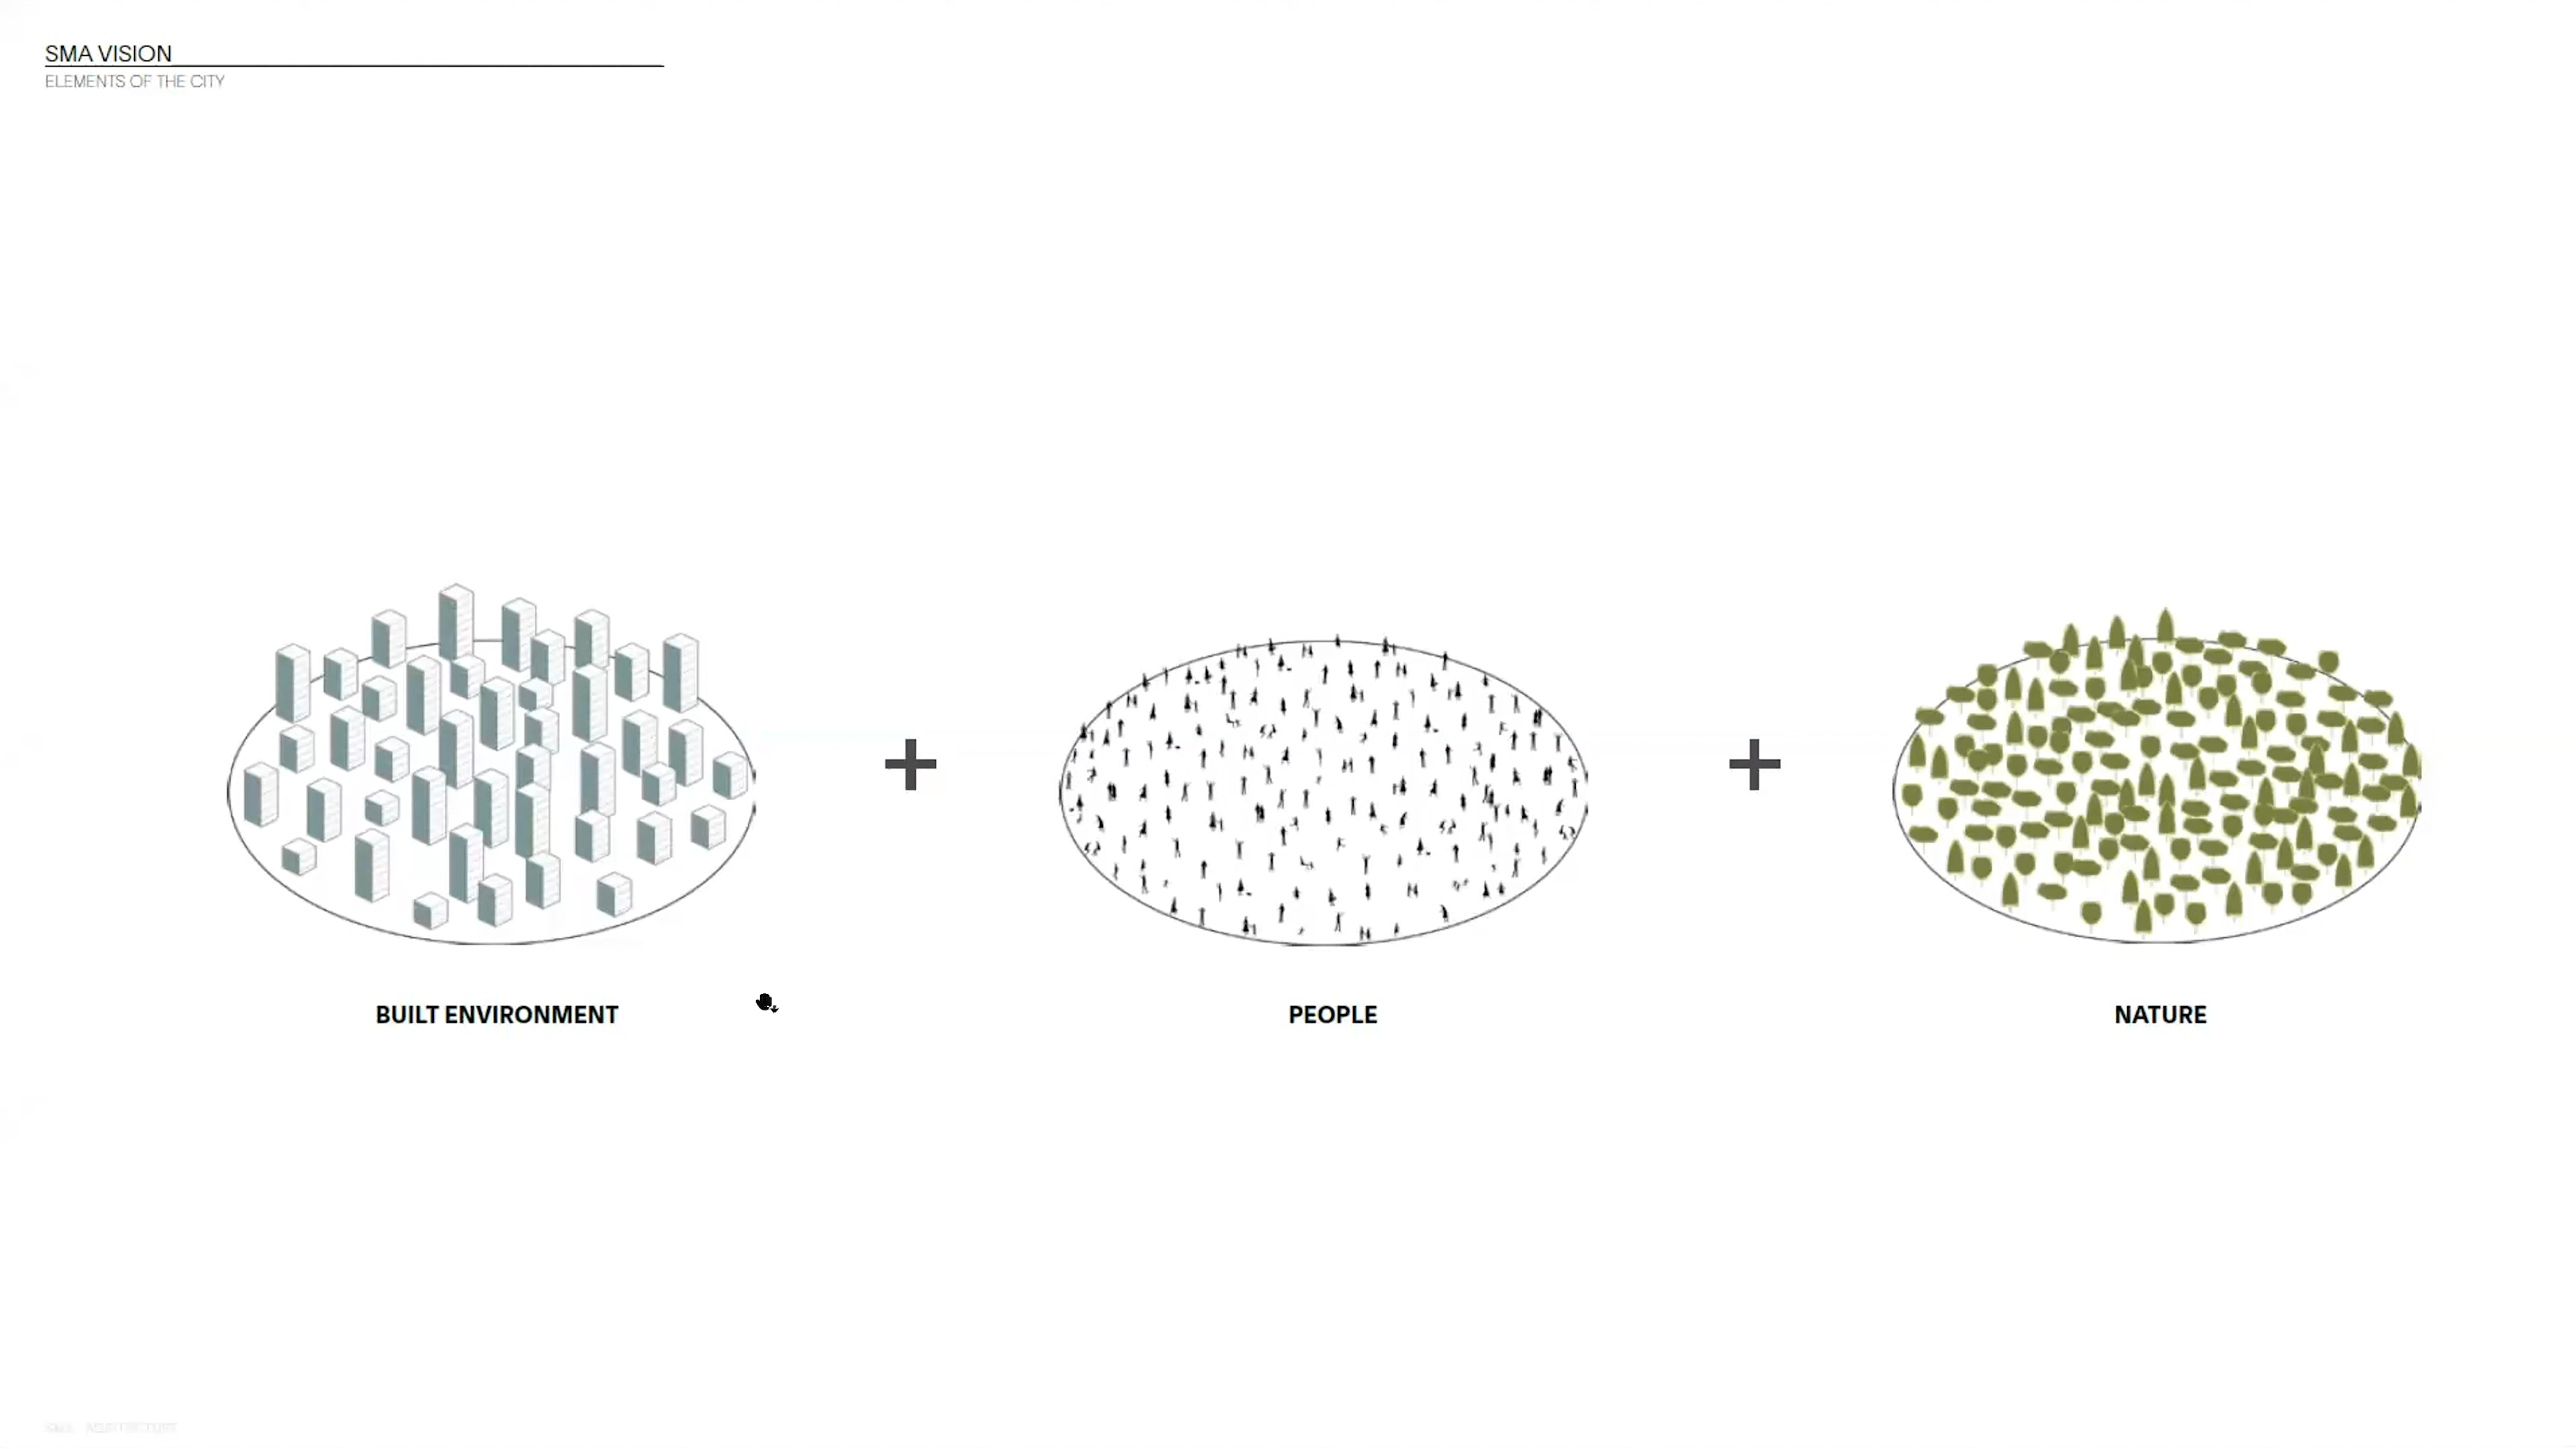 SMA VISION
ELEMENTS OF THE CITY
BUILT ENVIRONMENT
PEOPLE
NATURE